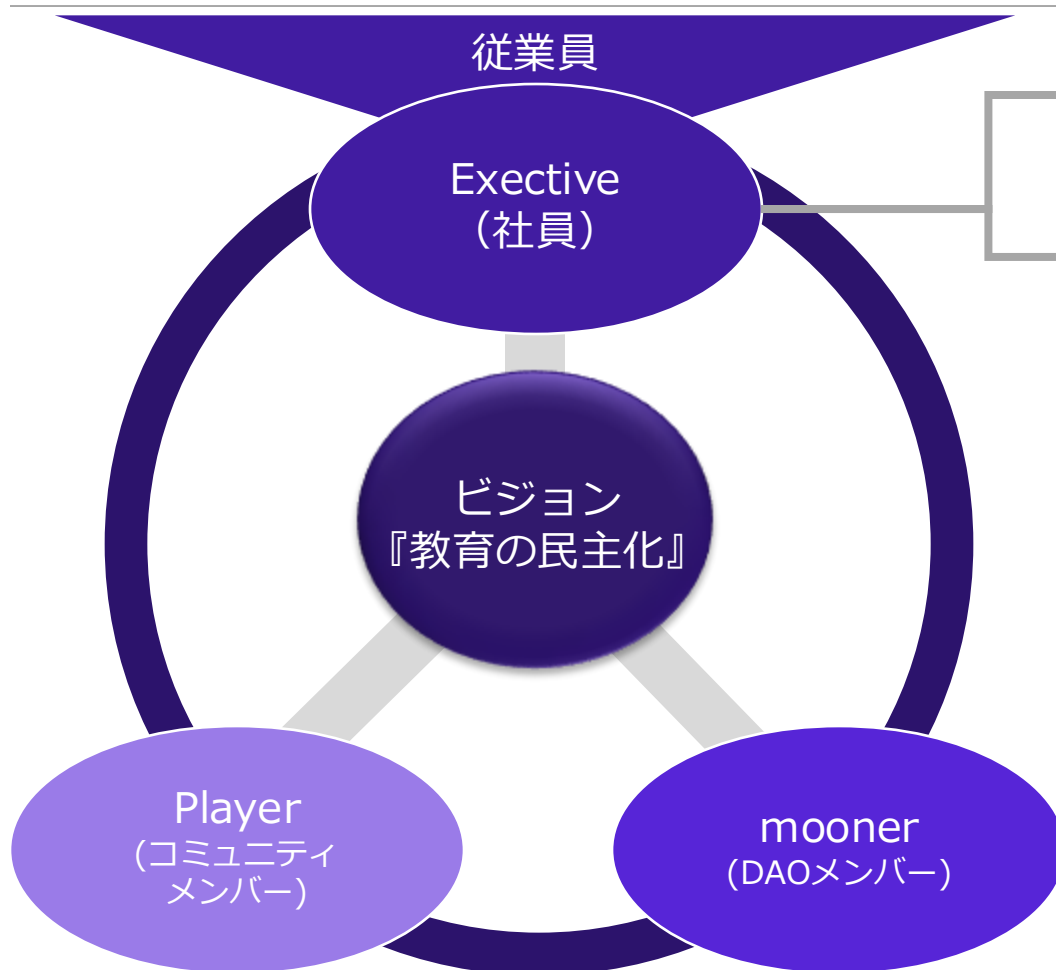 従業員
Exective
（社員）
ビジョン
『教育の民主化』
Player
(コミュニティ
メンバー)
mooner
(DAOメンバー)